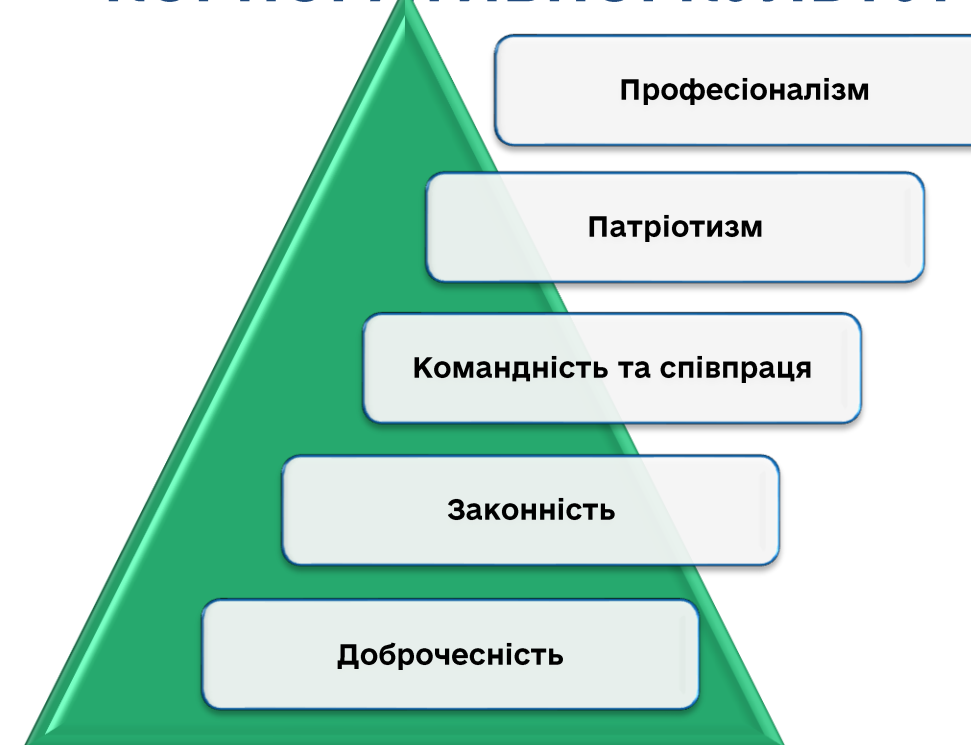 Професіоналізм
Патріотизм
Командність та співпраця
Законність
Доброчесність